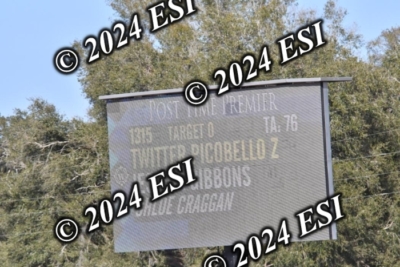 © 2024 ESI
© 2024 ESI
POST TIME PREMIER
1315 TARGET 0 TA: 76
TWITTER PICOBELLO Z
IBBONS
© 2024 ESI
CHLOE CRAGGAN
© 2024 ESI
© 2024 ESI